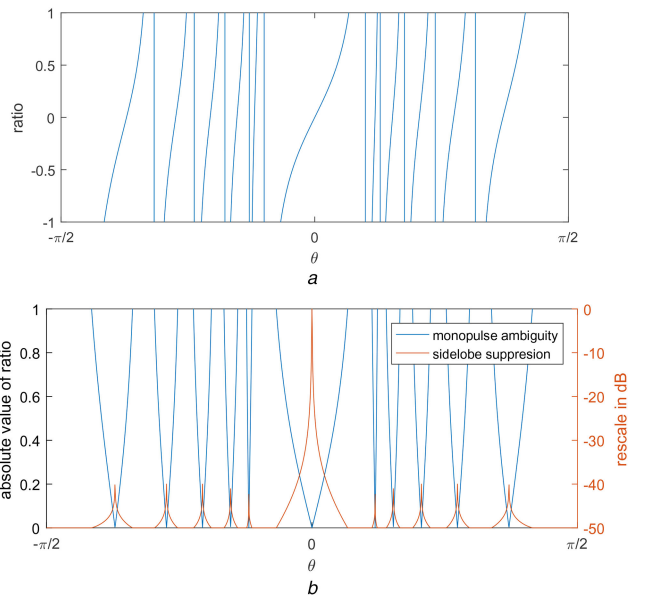 1
0.5
0
-0.5
-1
ratio
-π/2
0
π/2
θ
a
1
0.8
0.6
0.4
0.2
0
absolute value of ratio
monopulse ambiguity
sidelobe suppresion
0
-10
-20
-30
-40
-50
rescale in dB
-π/2
0
π/2
θ
b